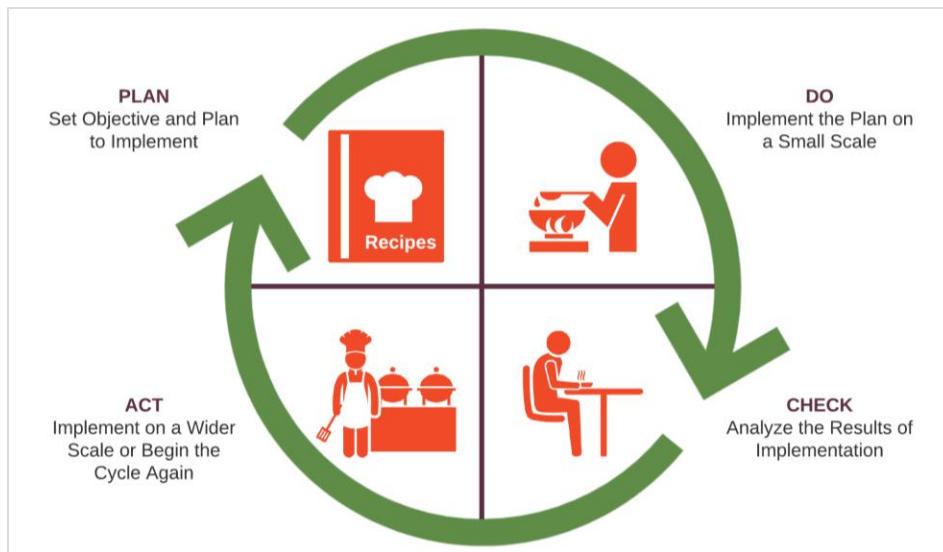 PLAN
Set Objective and Plan
to Implement
DO
Implement the Plan on
a Small Scale
Recipes
ACT
Implement on a Wider
Scale or Begin the
Cycle Again
CHECK
Analyze the Results of
Implementation